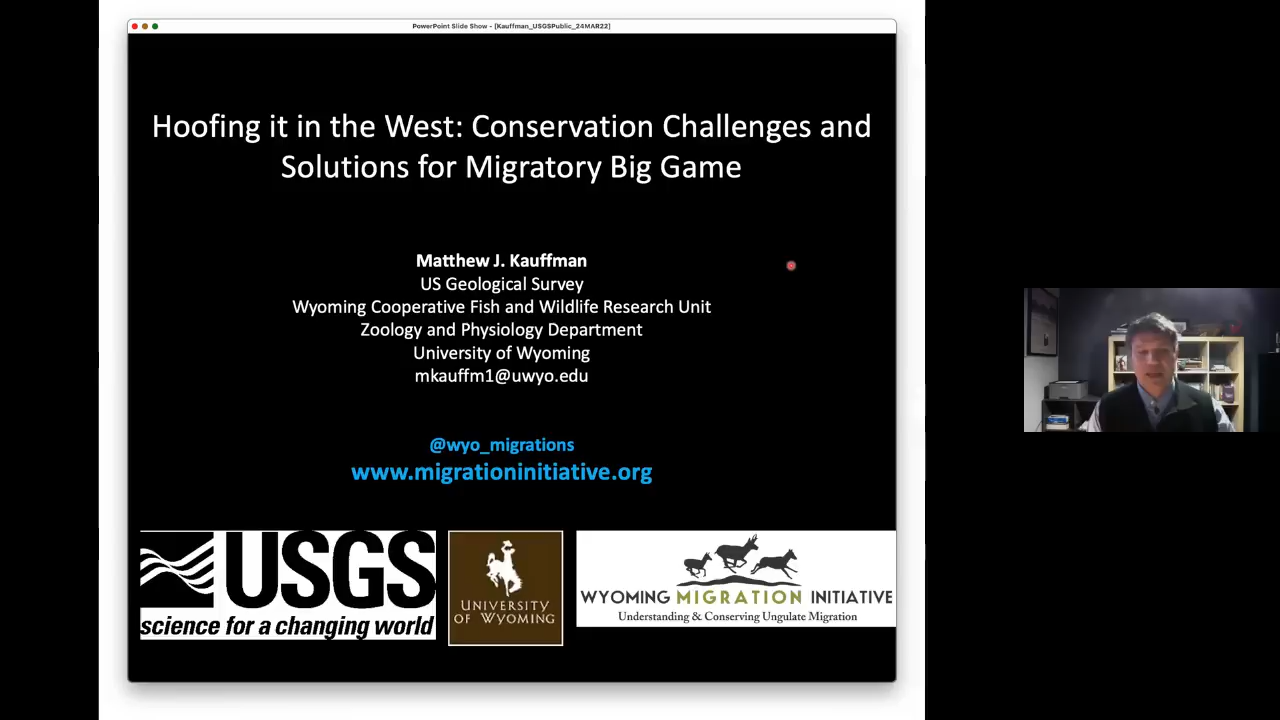 PowerPoint Slide Show - [Kauffman_USGSPublic_24MAR22]
Hoofing it in the West: Conservation Challenges and
Solutions for Migratory Big Game
Matthew J. Kauffman
US Geological Survey
Wyoming Cooperative Fish and Wildlife Research Unit
Zoology and Physiology Department
University of Wyoming
mkauffm1@uwyo.edu
@wyo_migrations
www.migrationinitiative.org
USGS
science for a changing world
UNIVERSITY
OF WYOMING
WYOMING MIGRATION INITIATIVE
Understanding & Conserving Ungulate Migration